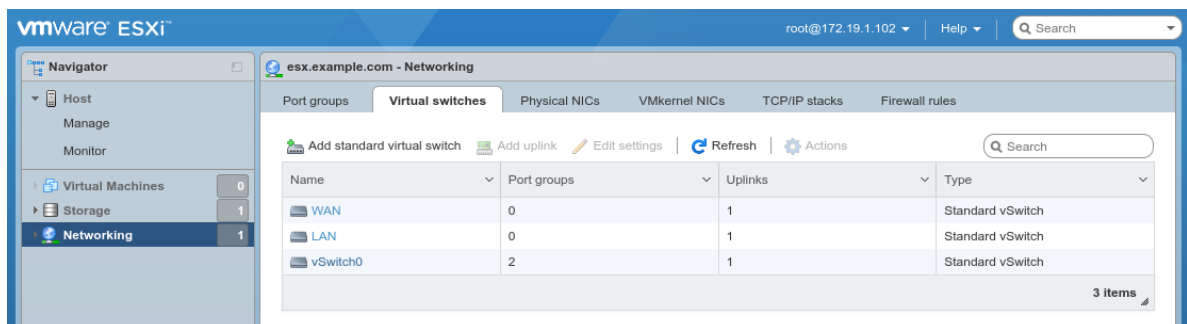 vmware ESXi™ root@172.19.1.102 Help Search
Navigator
Host
Manage
Monitor
Virtual Machines 0
Storage 1
Networking 1
esx.example.com - Networking
Port groups Virtual switches Physical NICs VMkernel NICs TCP/IP stacks Firewall rules
Add standard virtual switch Add uplink Edit settings Refresh Actions Search
Name Port groups Uplinks Type
WAN 0 1 Standard vSwitch
LAN 0 1 Standard vSwitch
vSwitch0 2 1 Standard vSwitch
3 items